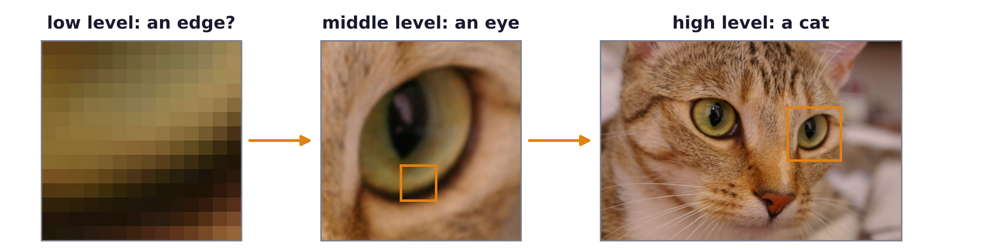 low level: an edge?
middle level: an eye
high level: a cat